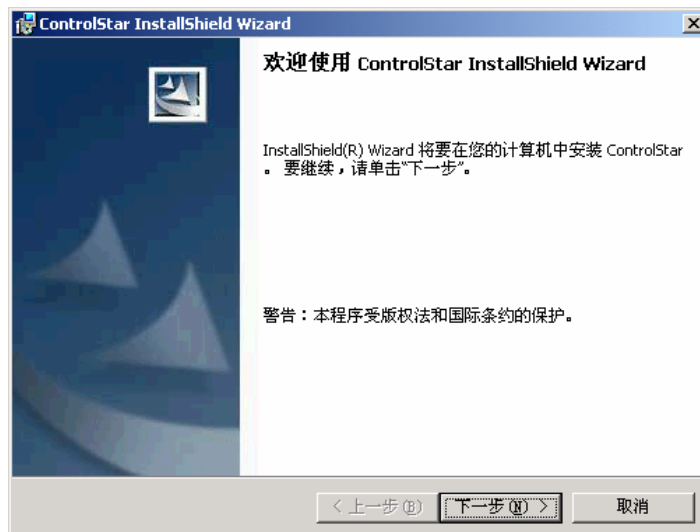 ControlStar InstallShield Wizard
欢迎使用 ControlStar InstallShield Wizard
InstallShield(R) Wizard 将要在您的计算机中安装 ControlStar
。 要继续，请单击“下一步”。
警告：本程序受版权法和国际条约的保护。
< 上一步(B) 下一步(N) > 取消